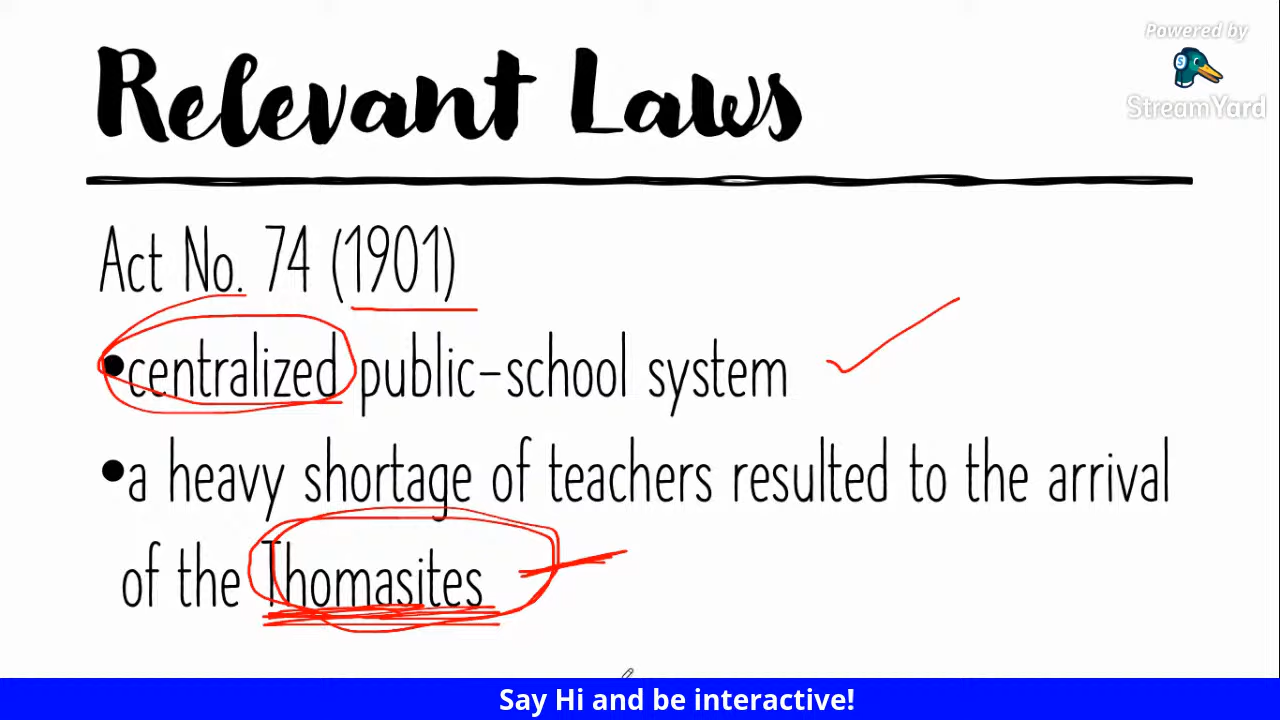 Powered by
StreamYard
Relevant Laws
Act No. 74 (1901)
•centralized public-school system
•a heavy shortage of teachers resulted to the arrival
of the Thomasites
Say Hi and be interactive!